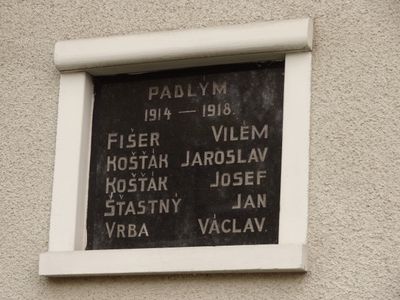 PADLÝM
1914 — 1918.
FIŠER VILÉM
KOŠŤÁK JAROSLAV
KOŠŤÁK JOSEF
ŠŤASTNÝ JAN
VRBA VÁCLAV.